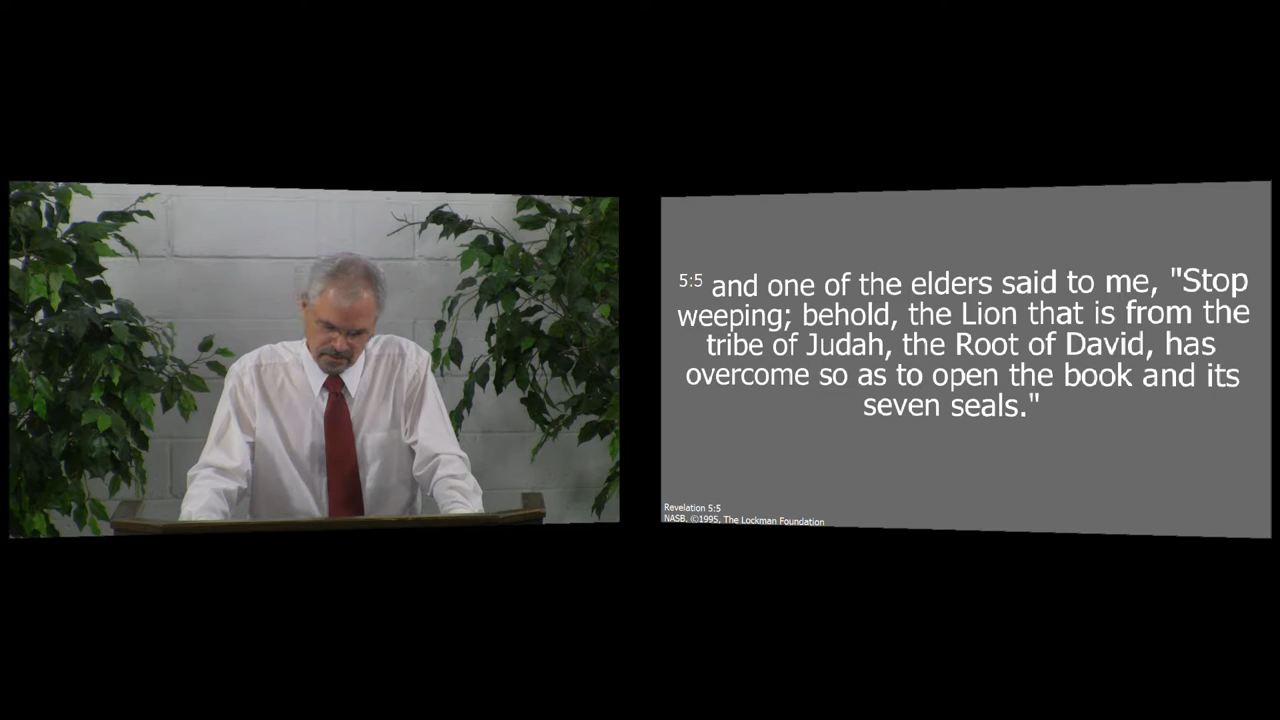 5:5 and one of the elders said to me, "Stop
weeping; behold, the Lion that is from the
tribe of Judah, the Root of David, has
overcome so as to open the book and its
seven seals."
Revelation 5:5
NASB, ©1995, The Lockman Foundation